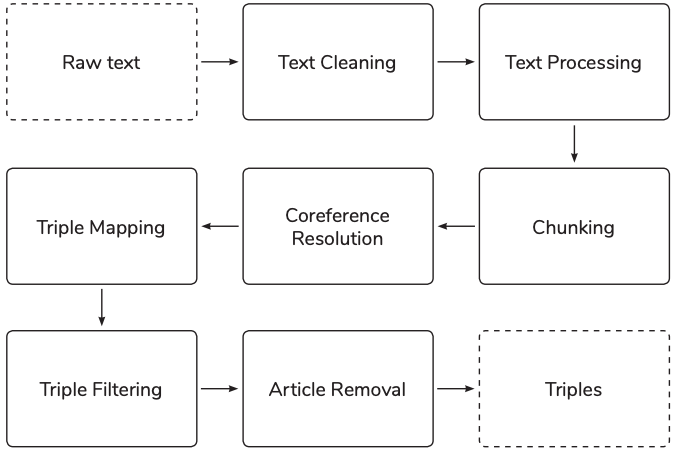 Raw text
Text Cleaning
Text Processing
Triple Mapping
Coreference
Resolution
Chunking
Triple Filtering
Article Removal
Triples